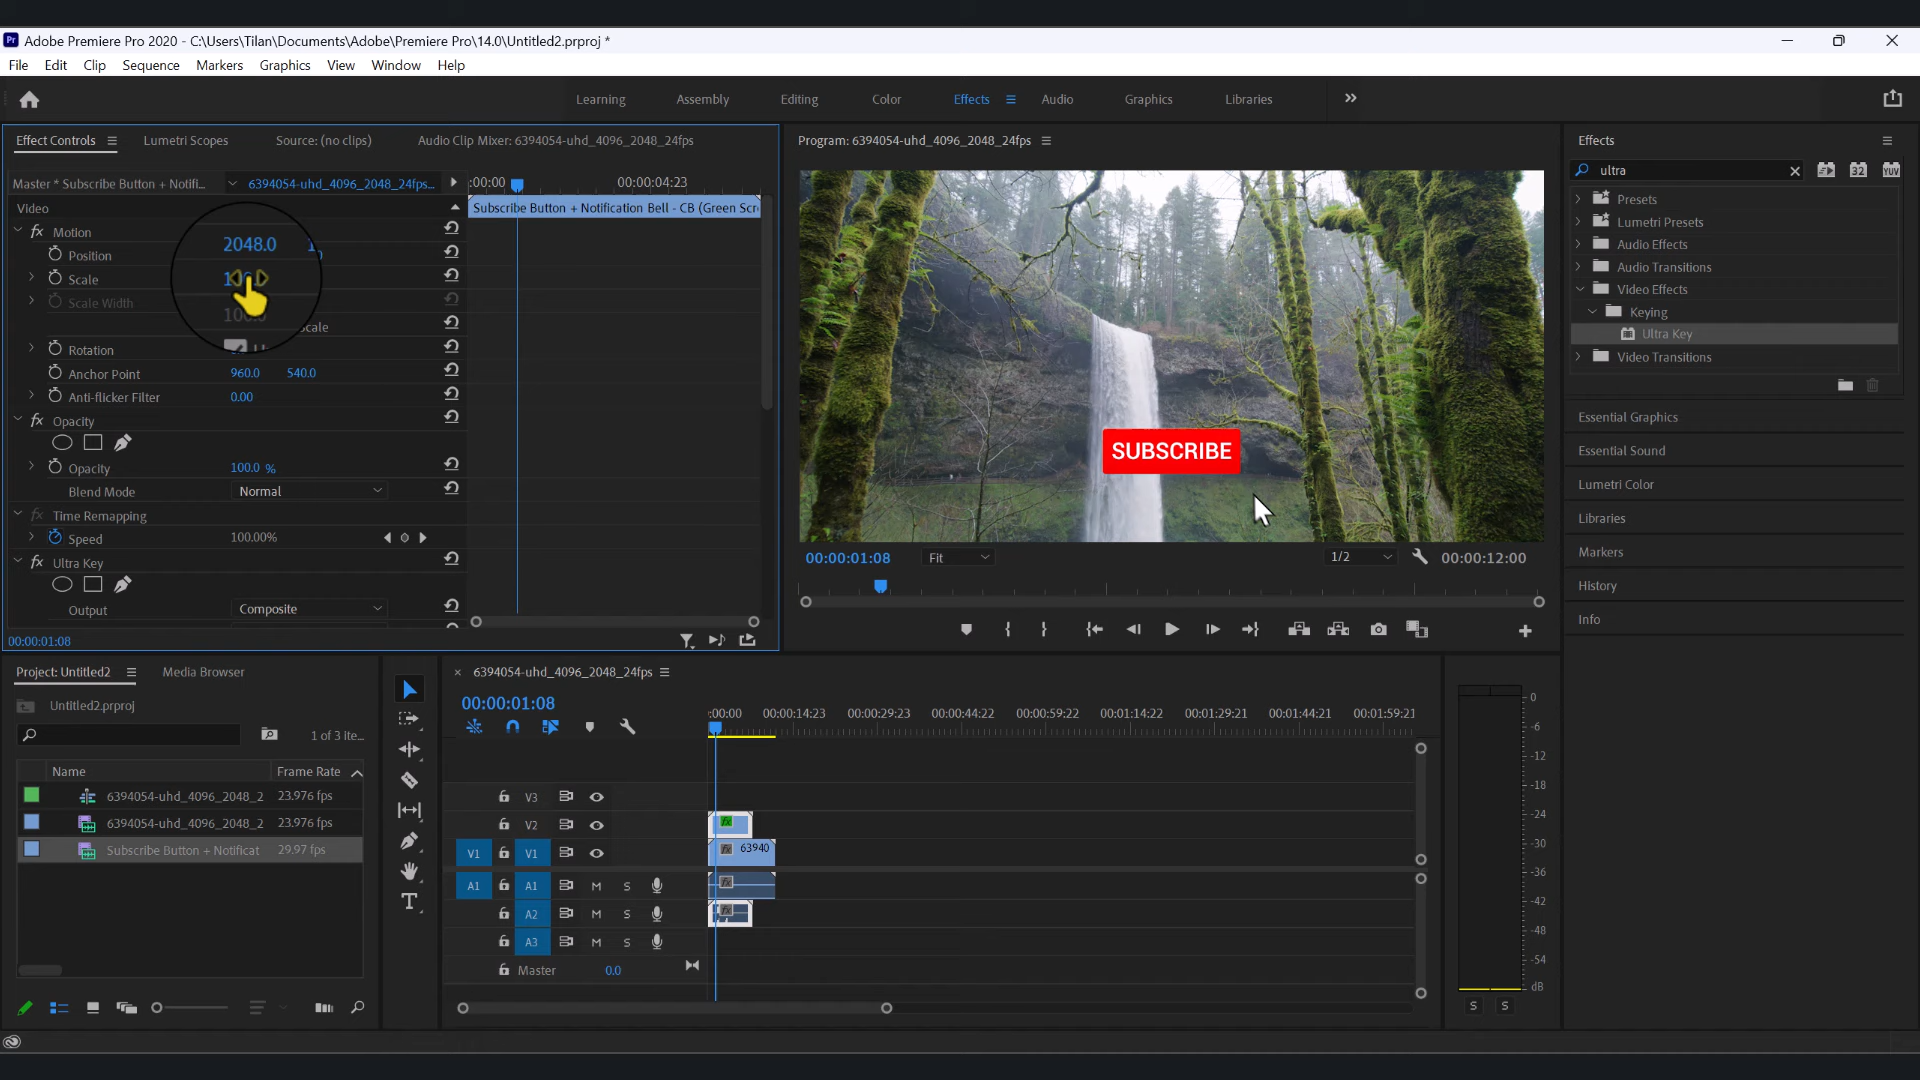 Adobe Premiere Pro 2020 - C:\Users\Tilan\Documents\Adobe\Premiere Pro\14.0\Untitled2.prproj *
File Edit Clip Sequence Markers Graphics View Window Help
Learning Assembly Editing Color Effects Audio Graphics Libraries
Effect Controls Lumetri Scopes Source: (no clips) Audio Clip Mixer: 6394054-uhd_4096_2048_24fps
Program: 6394054-uhd_4096_2048_24fps
Effects
Master * Subscribe Button + Notifi... 6394054-uhd_4096_2048_24fps...
:00:00 00:00:04:23
Subscribe Button + Notification Bell - CB (Green Scr
Video
Motion
Position 2048.0
Scale
Scale Width 100.0
Scale
Rotation
Anchor Point 960.0 540.0
Anti-flicker Filter 0.00
Opacity
Opacity 100.0 %
Blend Mode Normal
Time Remapping
Speed 100.00%
Ultra Key
Output Composite
00:00:01:08
SUBSCRIBE
00:00:01:08 Fit 1/2 00:00:12:00
ultra
32 YUV
Presets
Lumetri Presets
Audio Effects
Audio Transitions
Video Effects
Keying
Ultra Key
Video Transitions
Essential Graphics
Essential Sound
Lumetri Color
Libraries
Markers
History
Info
Project: Untitled2 Media Browser
Untitled2.prproj
1 of 3 ite...
Name Frame Rate
6394054-uhd_4096_2048_2 23.976 fps
6394054-uhd_4096_2048_2 23.976 fps
Subscribe Button + Notificat 29.97 fps
6394054-uhd_4096_2048_24fps
00:00:01:08
:00:00 00:00:14:23 00:00:29:23 00:00:44:22 00:00:59:22 00:01:14:22 00:01:29:21 00:01:44:21 00:01:59:21
V3
V2 fx
V1 V1 fx 63940
A1 A1 M S fx
A2 M S fx
A3 M S
Master 0.0
0
-6
-12
-18
-24
-30
-36
-42
-48
-54
dB
S S